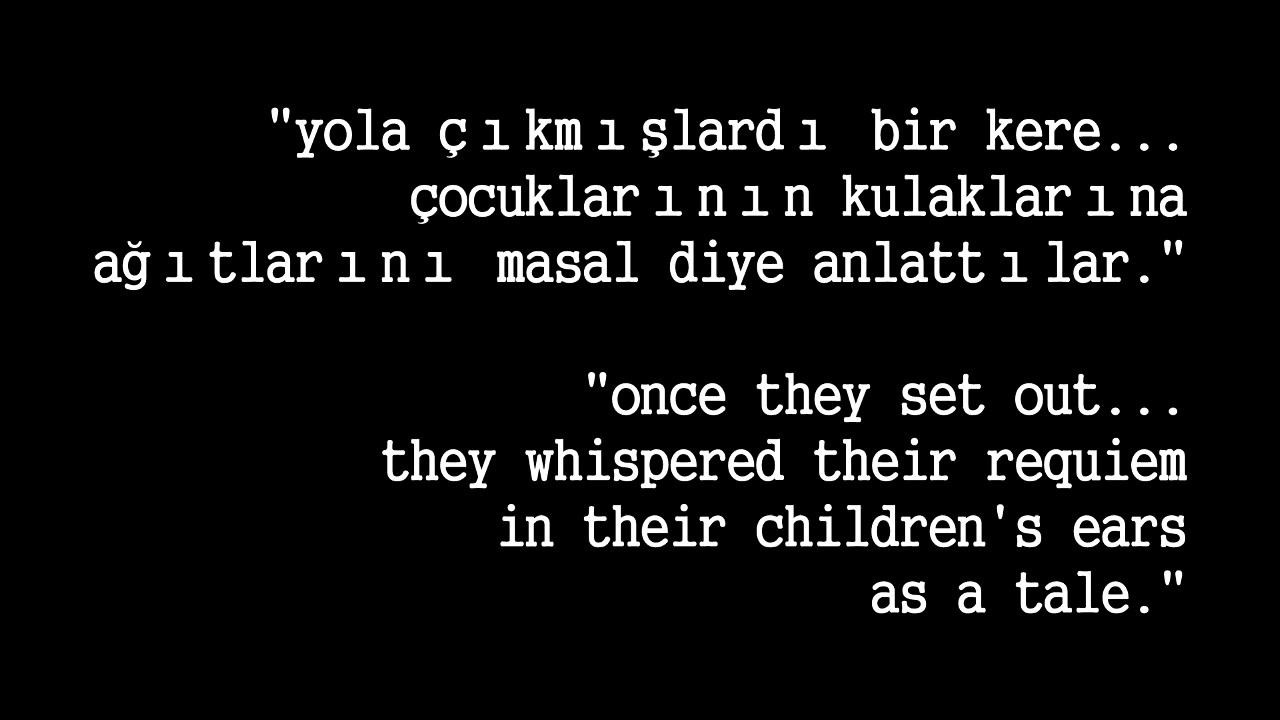 "yola çıkmışlardı bir kere...
çocuklarının kulaklarına
ağıtlarını masal diye anlattılar."
"once they set out...
they whispered their requiem
in their children's ears
as a tale."